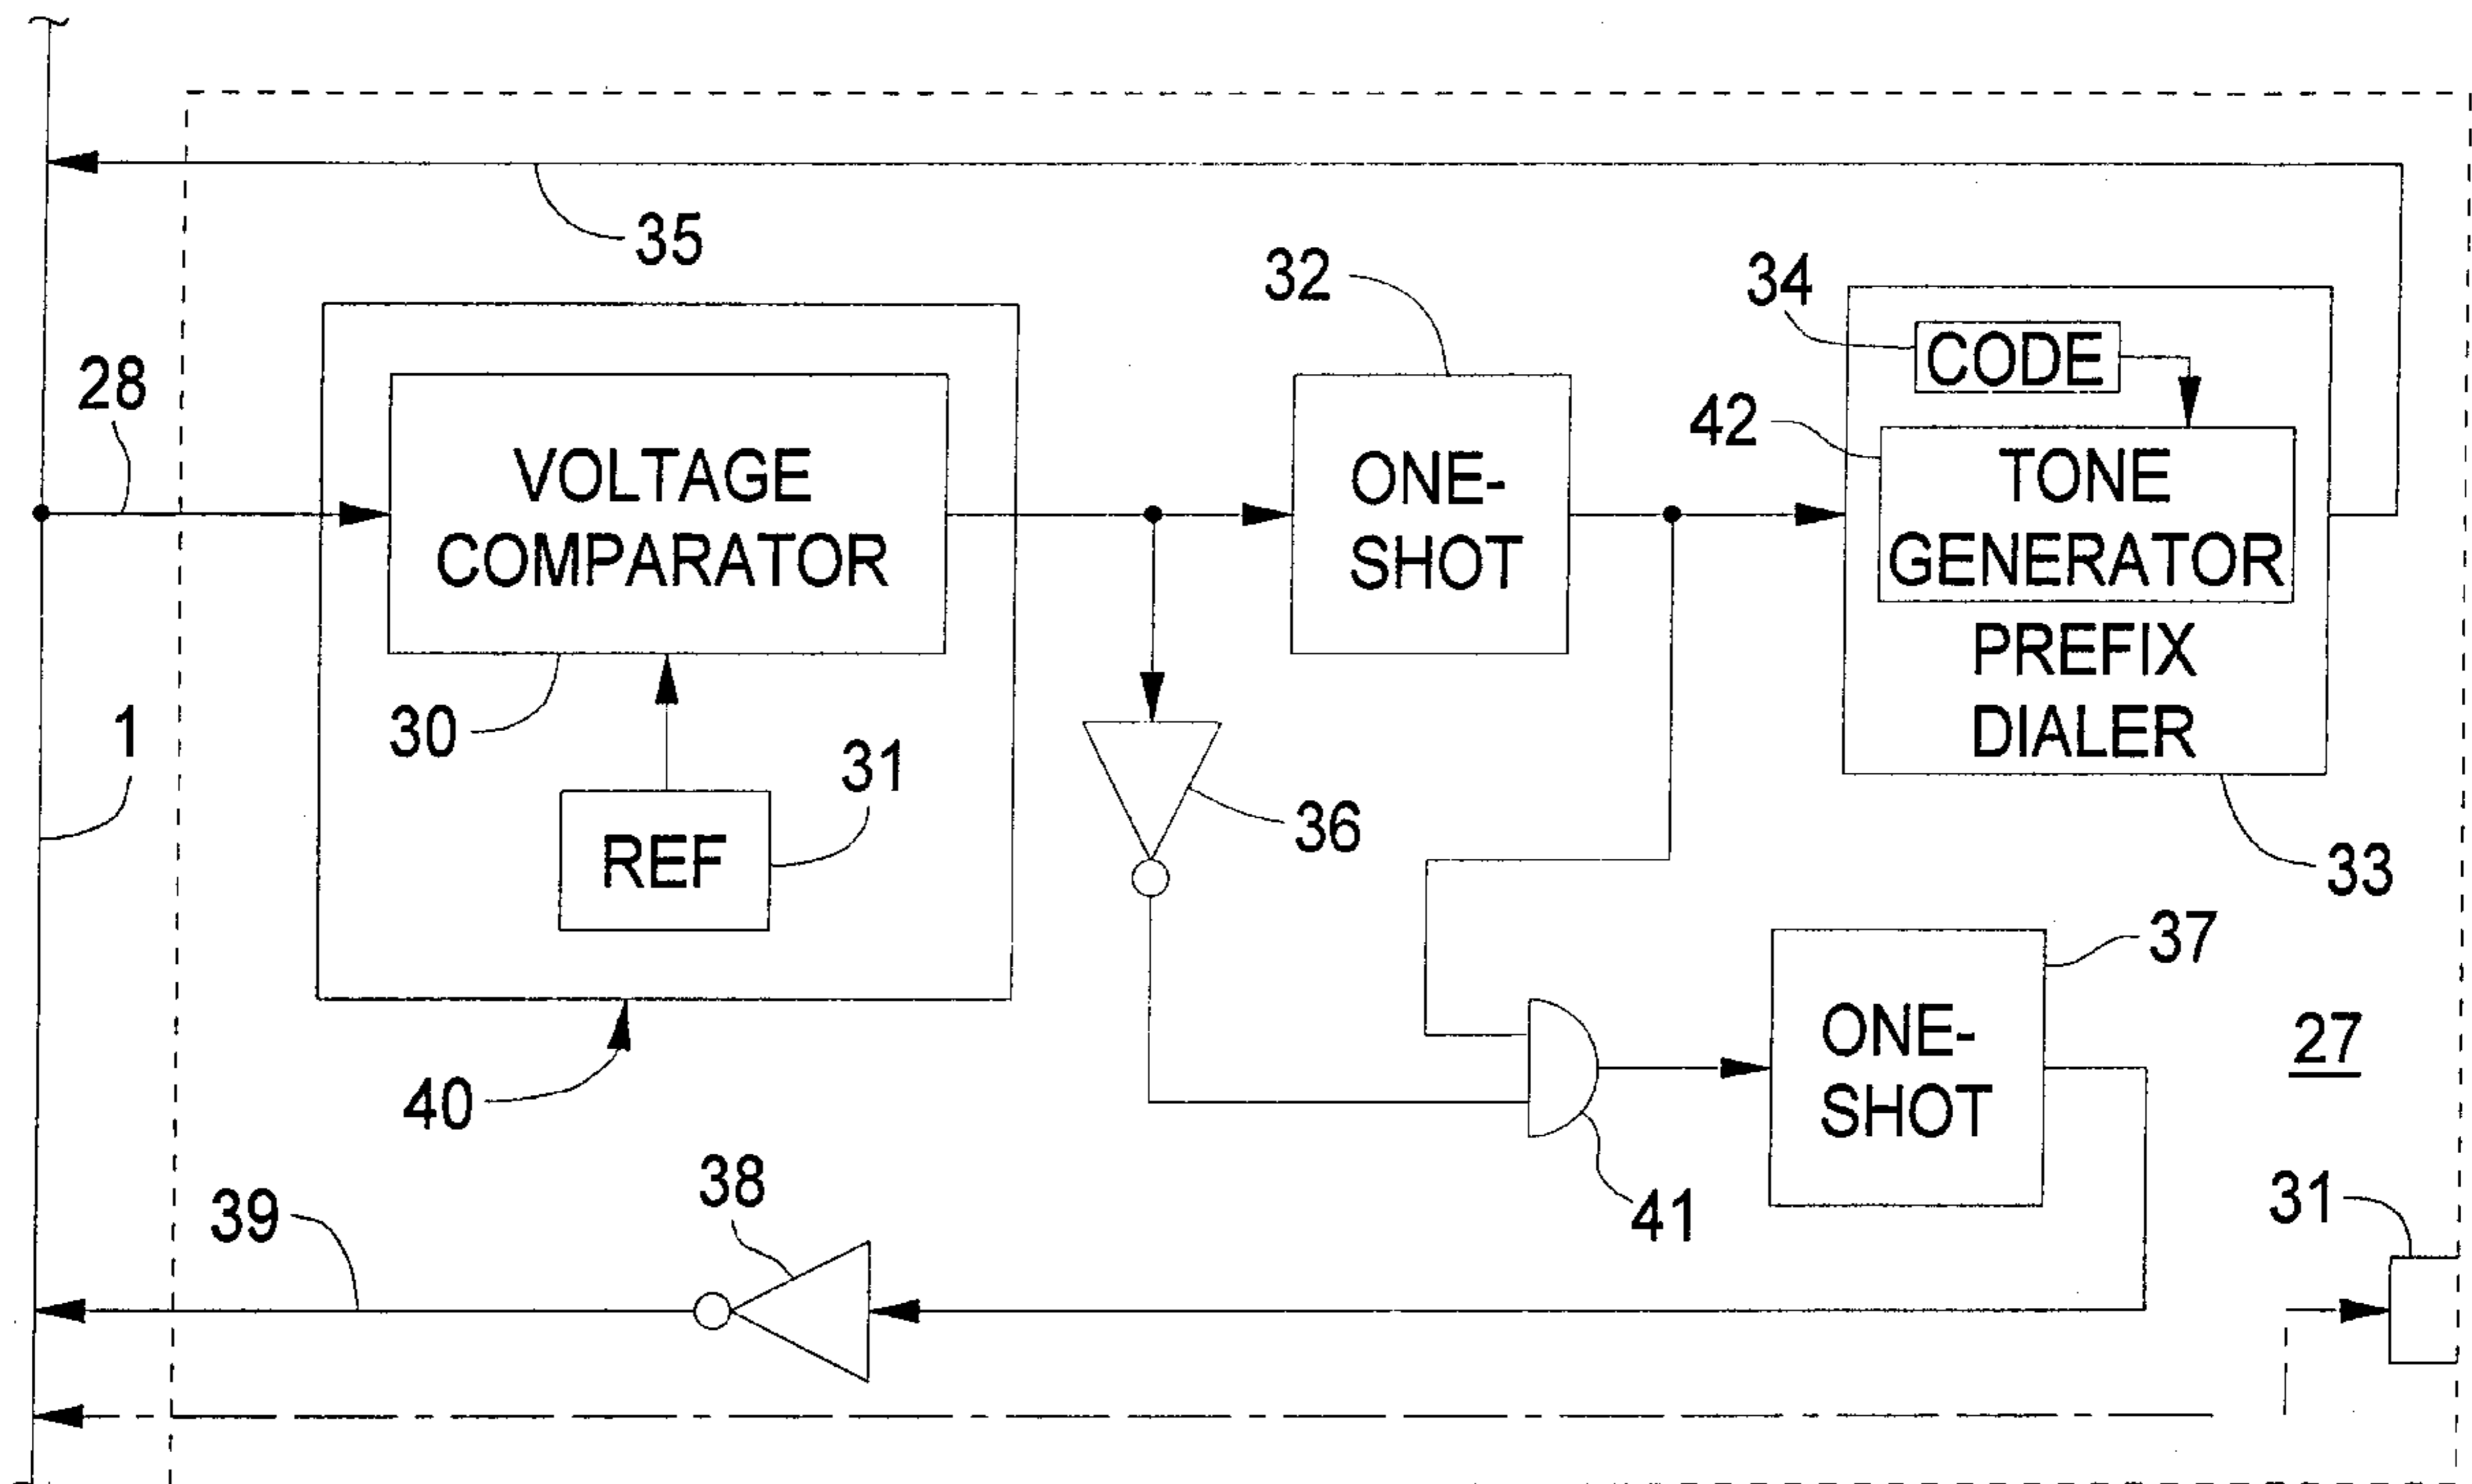 35
32
34
CODE
28
42
VOLTAGE
COMPARATOR
ONE-
SHOT
TONE
GENERATOR
PREFIX
DIALER
30
1
31
REF
36
33
37
ONE-
SHOT
27
40
38
41
39
31